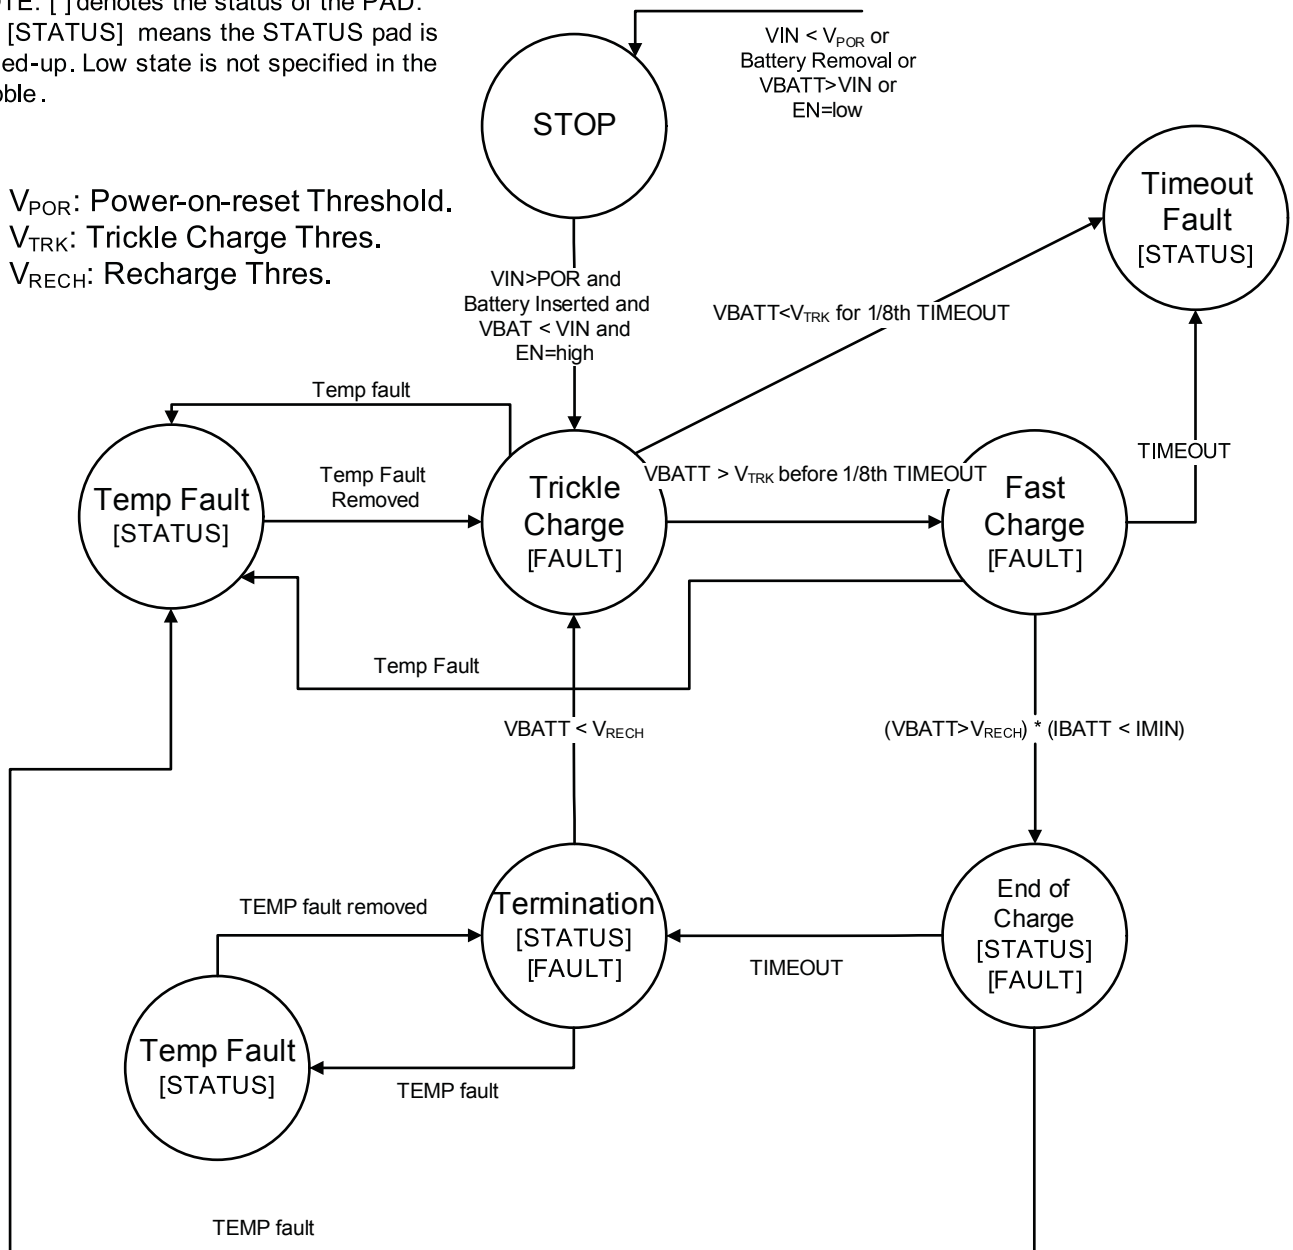 [ ] denotes the status of the PAD.
[STATUS] means the STATUS pad is
ed-up. Low state is not specified in the
VIN < VPOR or
Battery Removal or
VBATT>VIN or
EN=low
STOP
VPOR: Power-on-reset Threshold.
VTRK: Trickle Charge Thres.
VRECH: Recharge Thres.
Timeout
Fault
[STATUS]
VIN>POR and
Battery Inserted and
VBAT < VIN and
EN=high
VBATT<VTRK for 1/8th TIMEOUT
Temp fault
TIMEOUT
Temp Fault
[STATUS]
Temp Fault
Removed
Trickle
Charge
[FAULT]
VBATT > VTRK before 1/8th TIMEOUT
Fast
Charge
[FAULT]
Temp Fault
VBATT < VRECH
(VBATT>VRECH) * (IBATT < IMIN)
TEMP fault removed
Termination
[STATUS]
[FAULT]
TIMEOUT
End of
Charge
[STATUS]
[FAULT]
Temp Fault
[STATUS]
TEMP fault
TEMP fault